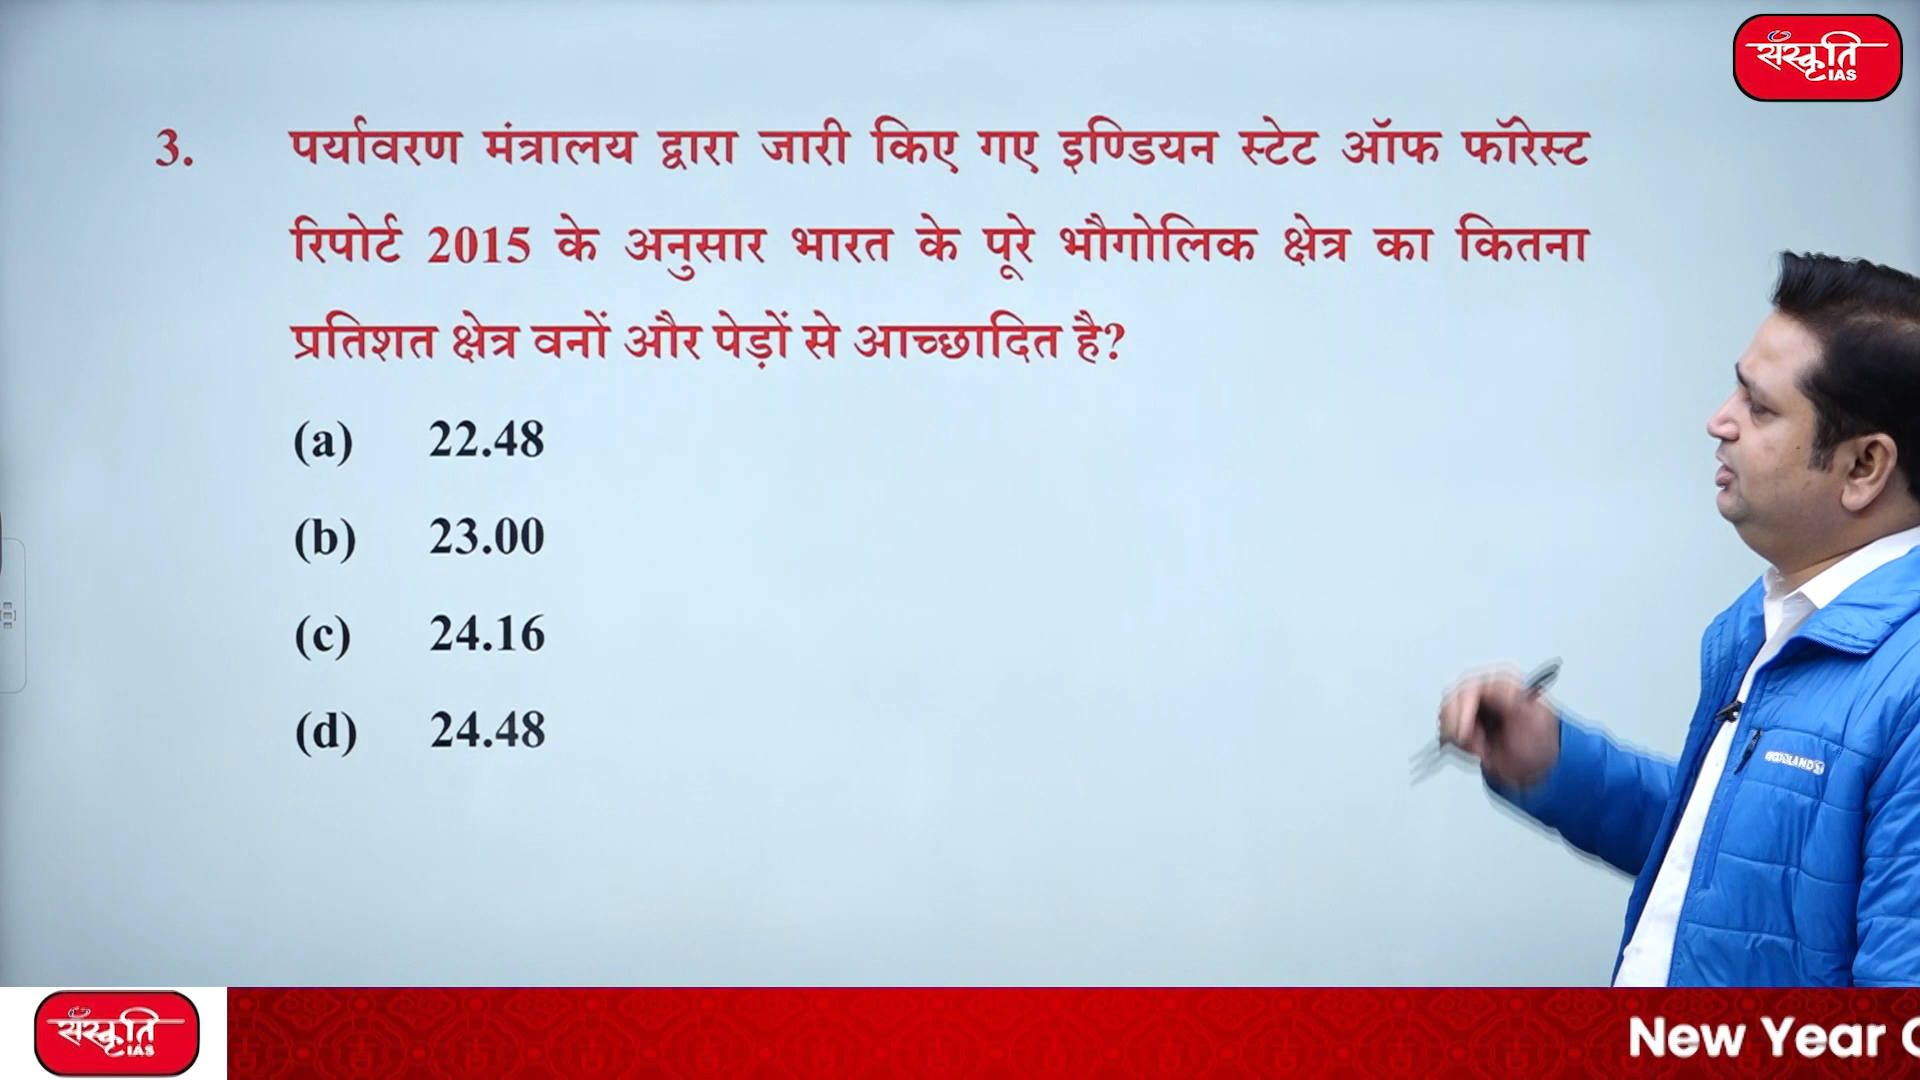 संस्कृति
IAS
3. पर्यावरण मंत्रालय द्वारा जारी किए गए इण्डियन स्टेट ऑफ फॉरेस्ट
रिपोर्ट 2015 के अनुसार भारत के पूरे भौगोलिक क्षेत्र का कितना
प्रतिशत क्षेत्र वनों और पेड़ों से आच्छादित है?
(a) 22.48
(b) 23.00
(c) 24.16
(d) 24.48
संस्कृति
IAS
New Year